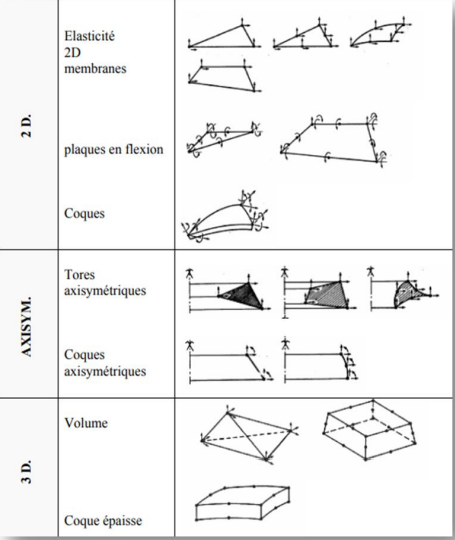 2 D.
Elasticité
2D
membranes
plaques en flexion
Coques
AXISYM.
Tores
axisymétriques
Coques
axisymétriques
3 D.
Volume
Coque épaisse